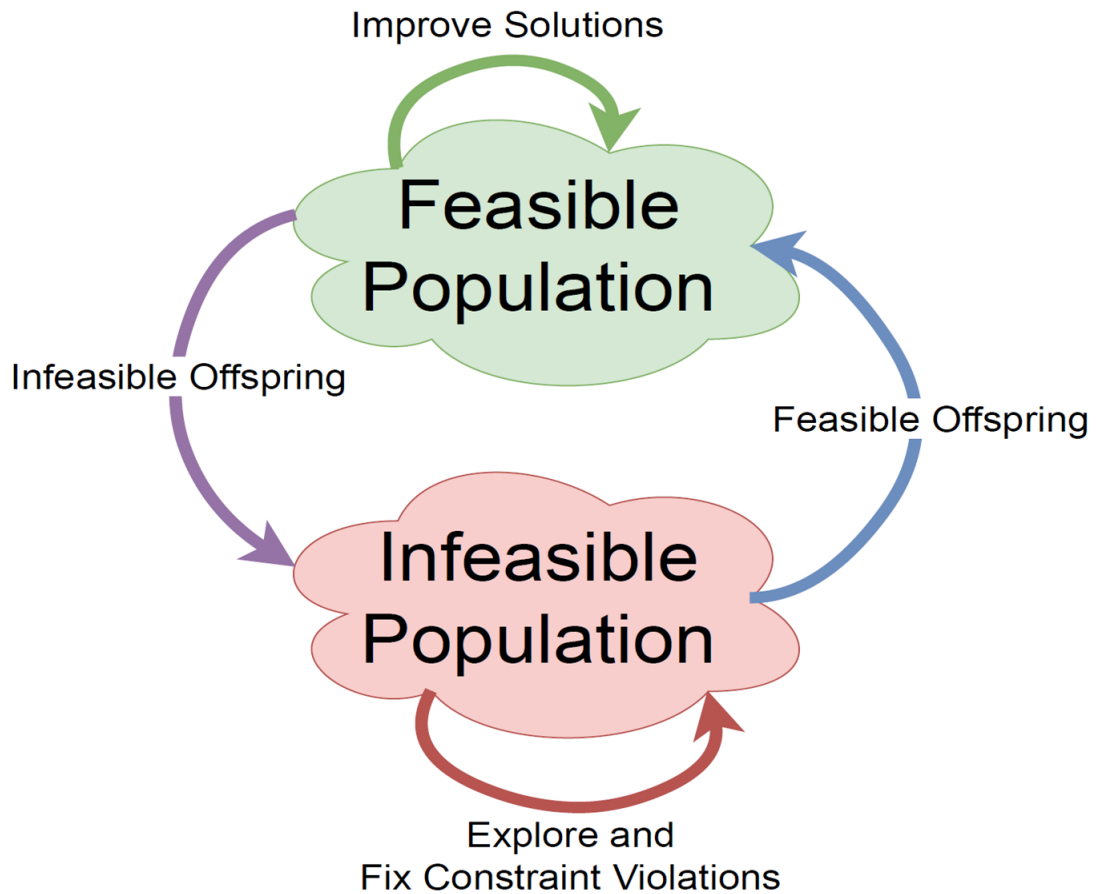 Improve Solutions
Feasible
Population
Infeasible Offspring
Feasible Offspring
Infeasible
Population
Explore and
Fix Constraint Violations